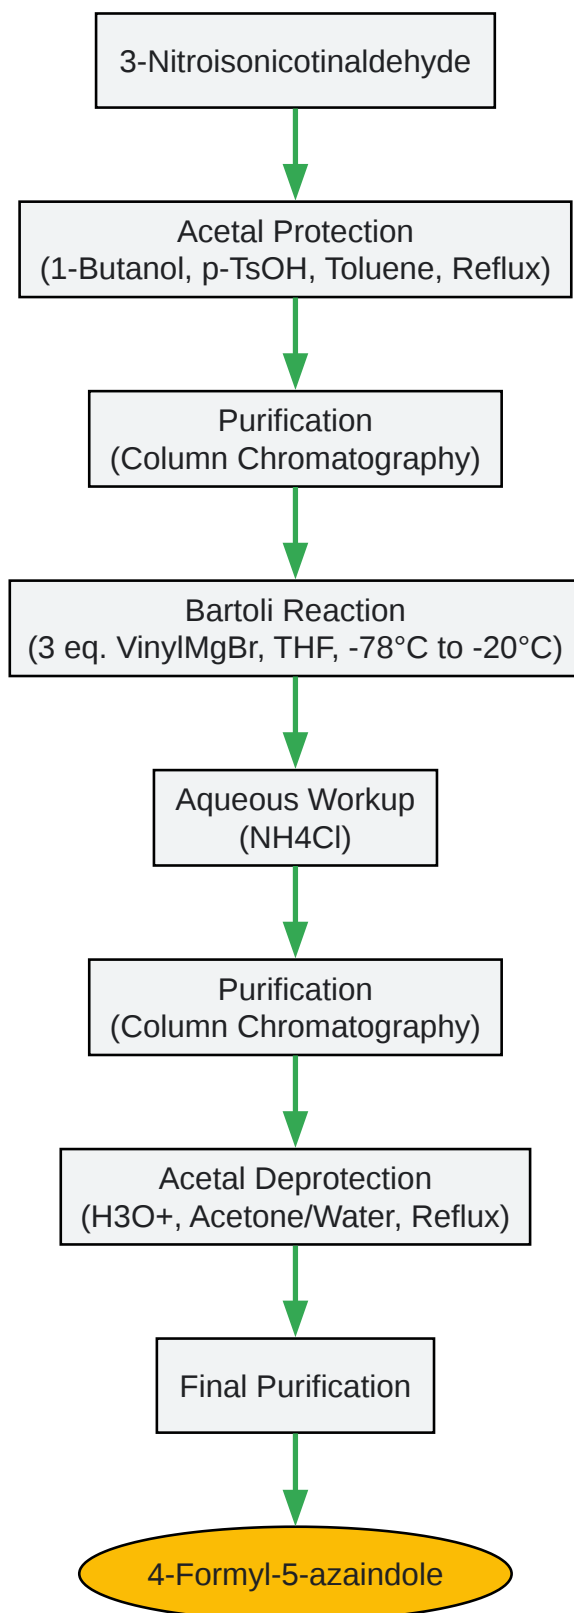 3-Nitroisonicotinaldehyde
Acetal Protection
(1-Butanol, p-TsOH, Toluene, Reflux)
Purification
(Column Chromatography)
Bartoli Reaction
(3 eq. VinylMgBr, THF, -78°C to -20°C)
Aqueous Workup
(NH4Cl)
Purification
(Column Chromatography)
Acetal Deprotection
(H3O+, Acetone/Water, Reflux)
Final Purification
4-Formyl-5-azaindole